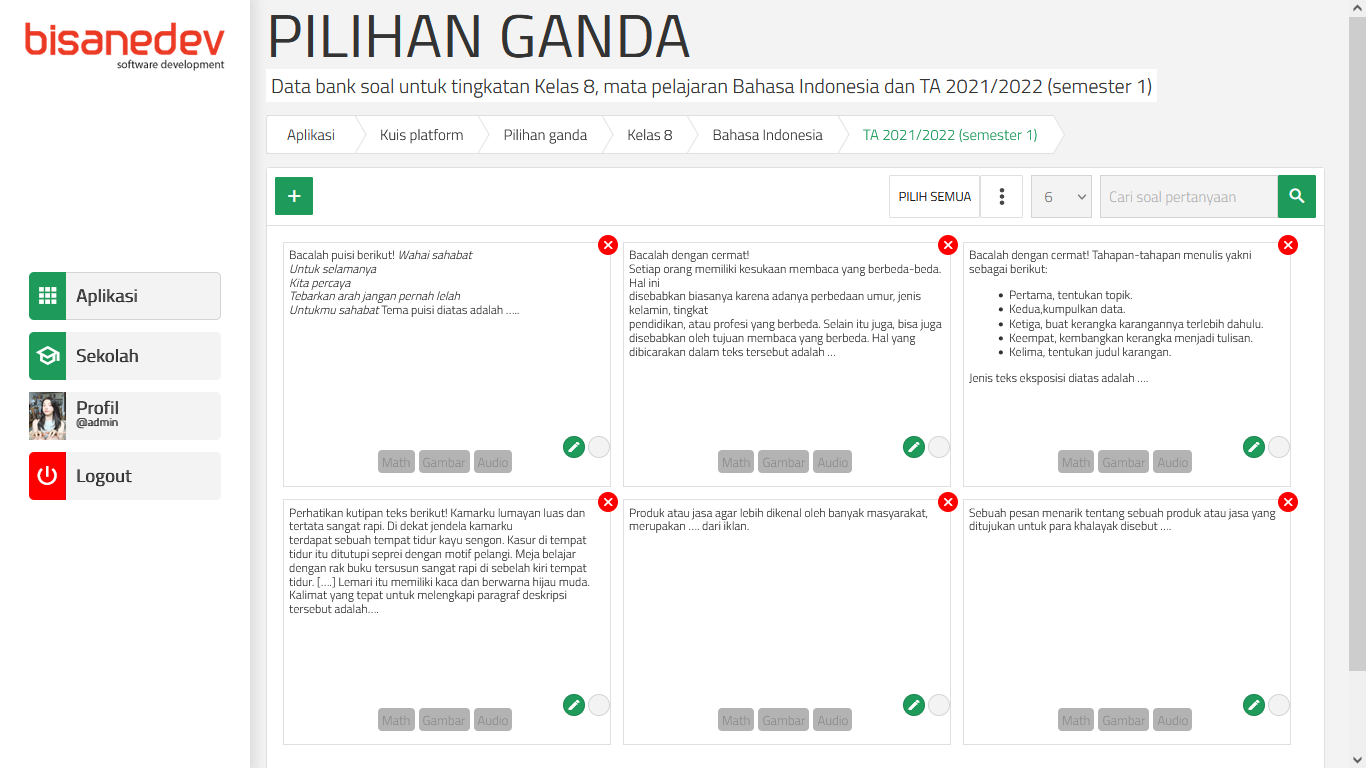 bisanedev
software development
Aplikasi
Sekolah
Profil
@admin
Logout
PILIHAN GANDA
Data bank soal untuk tingkatan Kelas 8, mata pelajaran Bahasa Indonesia dan TA 2021/2022 (semester 1)
Aplikasi
Kuis platform
Pilihan ganda
Kelas 8
Bahasa Indonesia
TA 2021/2022 (semester 1)
+
PILIH SEMUA
6
Cari soal pertanyaan
Bacalah puisi berikut! Wahai sahabat
Untuk selamanya
Kita percaya
Tebarkan arah jangan pernah lelah
Untukmu sahabat Tema puisi diatas adalah …..
Math Gambar Audio
Bacalah dengan cermat!
Setiap orang memiliki kesukaan membaca yang berbeda-beda.
Hal ini
disebabkan biasanya karena adanya perbedaan umur, jenis
kelamin, tingkat
pendidikan, atau profesi yang berbeda. Selain itu juga, bisa juga
disebabkan oleh tujuan membaca yang berbeda. Hal yang
dibicarakan dalam teks tersebut adalah …
Math Gambar Audio
Bacalah dengan cermat! Tahapan-tahapan menulis yakni
sebagai berikut:
• Pertama, tentukan topik.
• Kedua,kumpulkan data.
• Ketiga, buat kerangka karangannya terlebih dahulu.
• Keempat, kembangkan kerangka menjadi tulisan.
• Kelima, tentukan judul karangan.
Jenis teks eksposisi diatas adalah ….
Math Gambar Audio
Perhatikan kutipan teks berikut! Kamarku lumayan luas dan
tertata sangat rapi. Di dekat jendela kamarku
terdapat sebuah tempat tidur kayu sengon. Kasur di tempat
tidur itu ditutupi seprei dengan motif pelangi. Meja belajar
dengan rak buku tersusun sangat rapi di sebelah kiri tempat
tidur. [….] Lemari itu memiliki kaca dan berwarna hijau muda.
Kalimat yang tepat untuk melengkapi paragraf deskripsi
tersebut adalah….
Math Gambar Audio
Produk atau jasa agar lebih dikenal oleh banyak masyarakat,
merupakan …. dari iklan.
Math Gambar Audio
Sebuah pesan menarik tentang sebuah produk atau jasa yang
ditujukan untuk para khalayak disebut ….
Math Gambar Audio